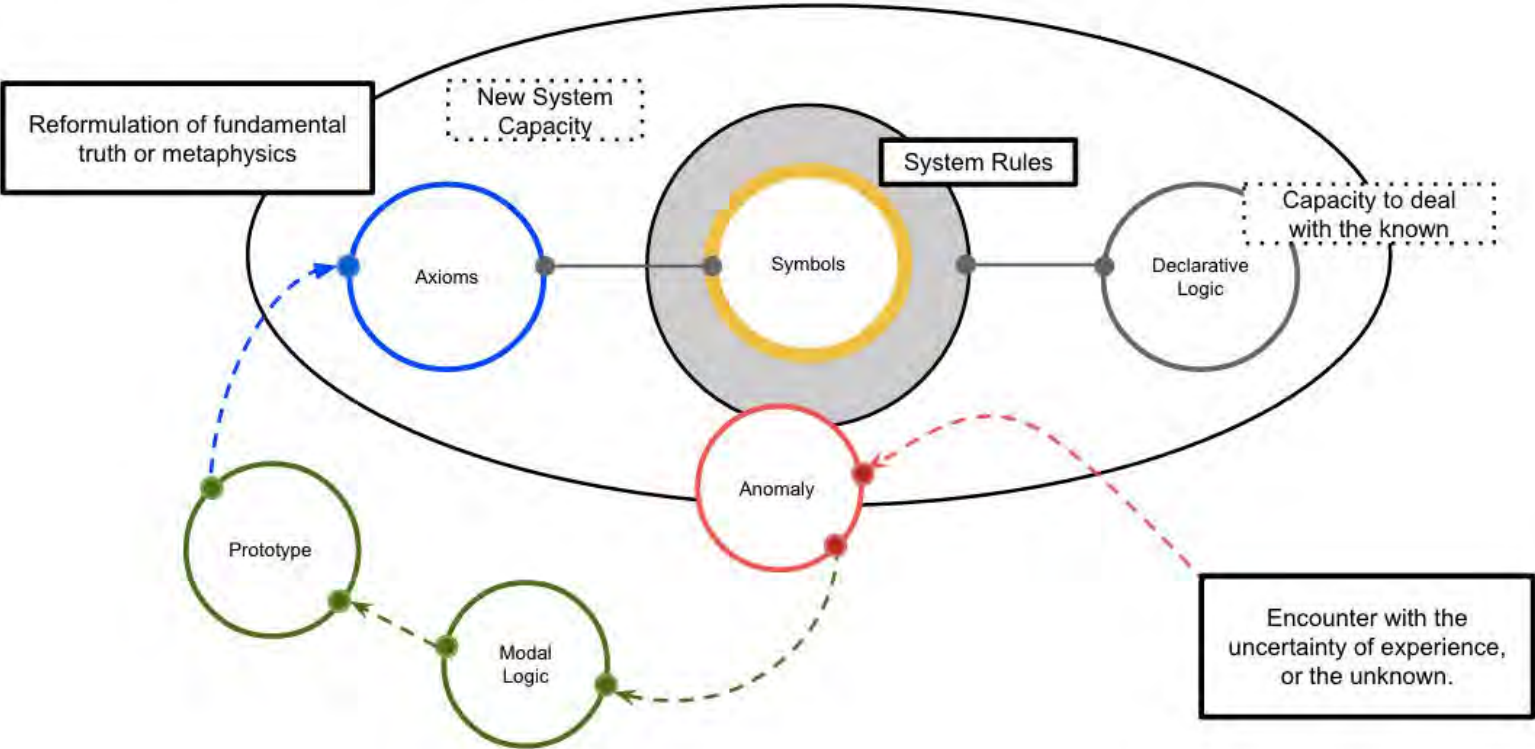 New System
Capacity
Reformulation of fundamental
truth or metaphysics
System Rules
Capacity to deal
with the known
Axioms
Symbols
Declarative
Logic
Anomaly
Prototype
Modal
Logic
Encounter with the
uncertainty of experience,
or the unknown.